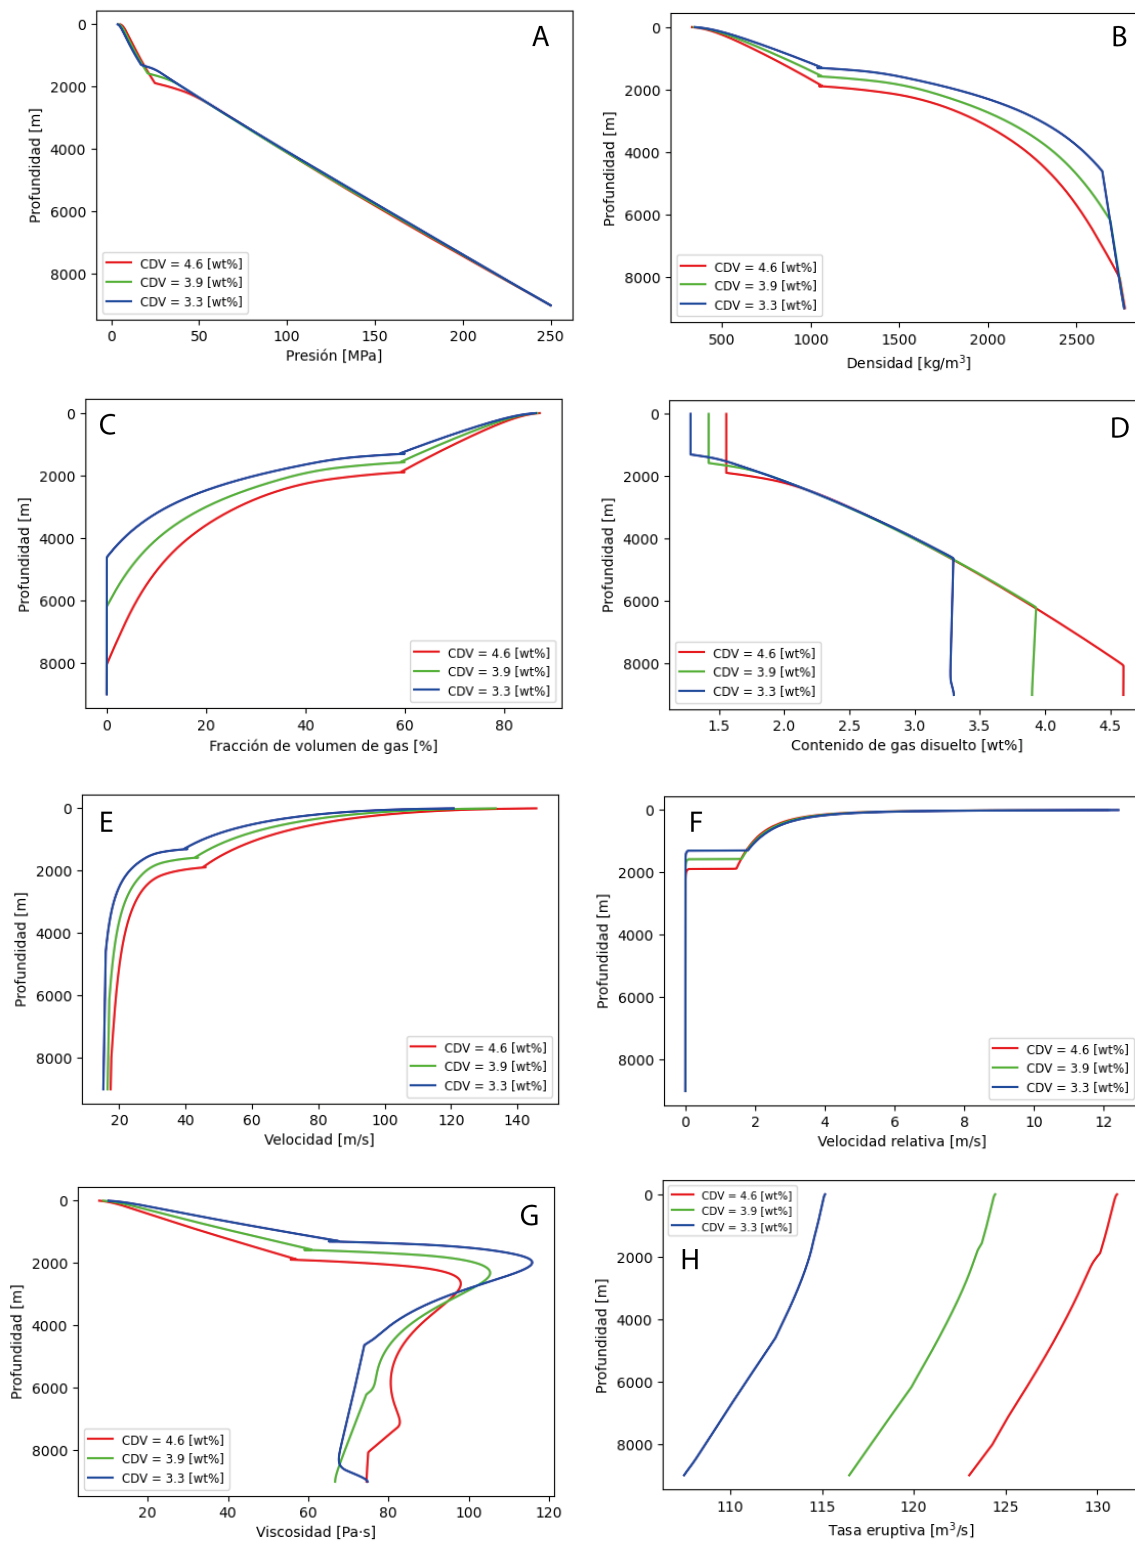 A
0
2000
4000
6000
8000
Profundidad [m]
CDV = 4.6 [wt%]
CDV = 3.9 [wt%]
CDV = 3.3 [wt%]
0 50 100 150 200 250
Presión [MPa]
B
0
2000
4000
6000
8000
Profundidad [m]
CDV = 4.6 [wt%]
CDV = 3.9 [wt%]
CDV = 3.3 [wt%]
500 1000 1500 2000 2500
Densidad [kg/m³]
C
0
2000
4000
6000
8000
Profundidad [m]
CDV = 4.6 [wt%]
CDV = 3.9 [wt%]
CDV = 3.3 [wt%]
0 20 40 60 80
Fracción de volumen de gas [%]
D
0
2000
4000
6000
8000
Profundidad [m]
CDV = 4.6 [wt%]
CDV = 3.9 [wt%]
CDV = 3.3 [wt%]
1.5 2.0 2.5 3.0 3.5 4.0 4.5
Contenido de gas disuelto [wt%]
E
0
2000
4000
6000
8000
Profundidad [m]
CDV = 4.6 [wt%]
CDV = 3.9 [wt%]
CDV = 3.3 [wt%]
20 40 60 80 100 120 140
Velocidad [m/s]
F
0
2000
4000
6000
8000
Profundidad [m]
CDV = 4.6 [wt%]
CDV = 3.9 [wt%]
CDV = 3.3 [wt%]
0 2 4 6 8 10 12
Velocidad relativa [m/s]
G
0
2000
4000
6000
8000
Profundidad [m]
CDV = 4.6 [wt%]
CDV = 3.9 [wt%]
CDV = 3.3 [wt%]
20 40 60 80 100 120
Viscosidad [Pa·s]
CDV = 4.6 [wt%]
CDV = 3.9 [wt%]
CDV = 3.3 [wt%]
H
0
2000
4000
6000
8000
Profundidad [m]
110 115 120 125 130
Tasa eruptiva [m³/s]